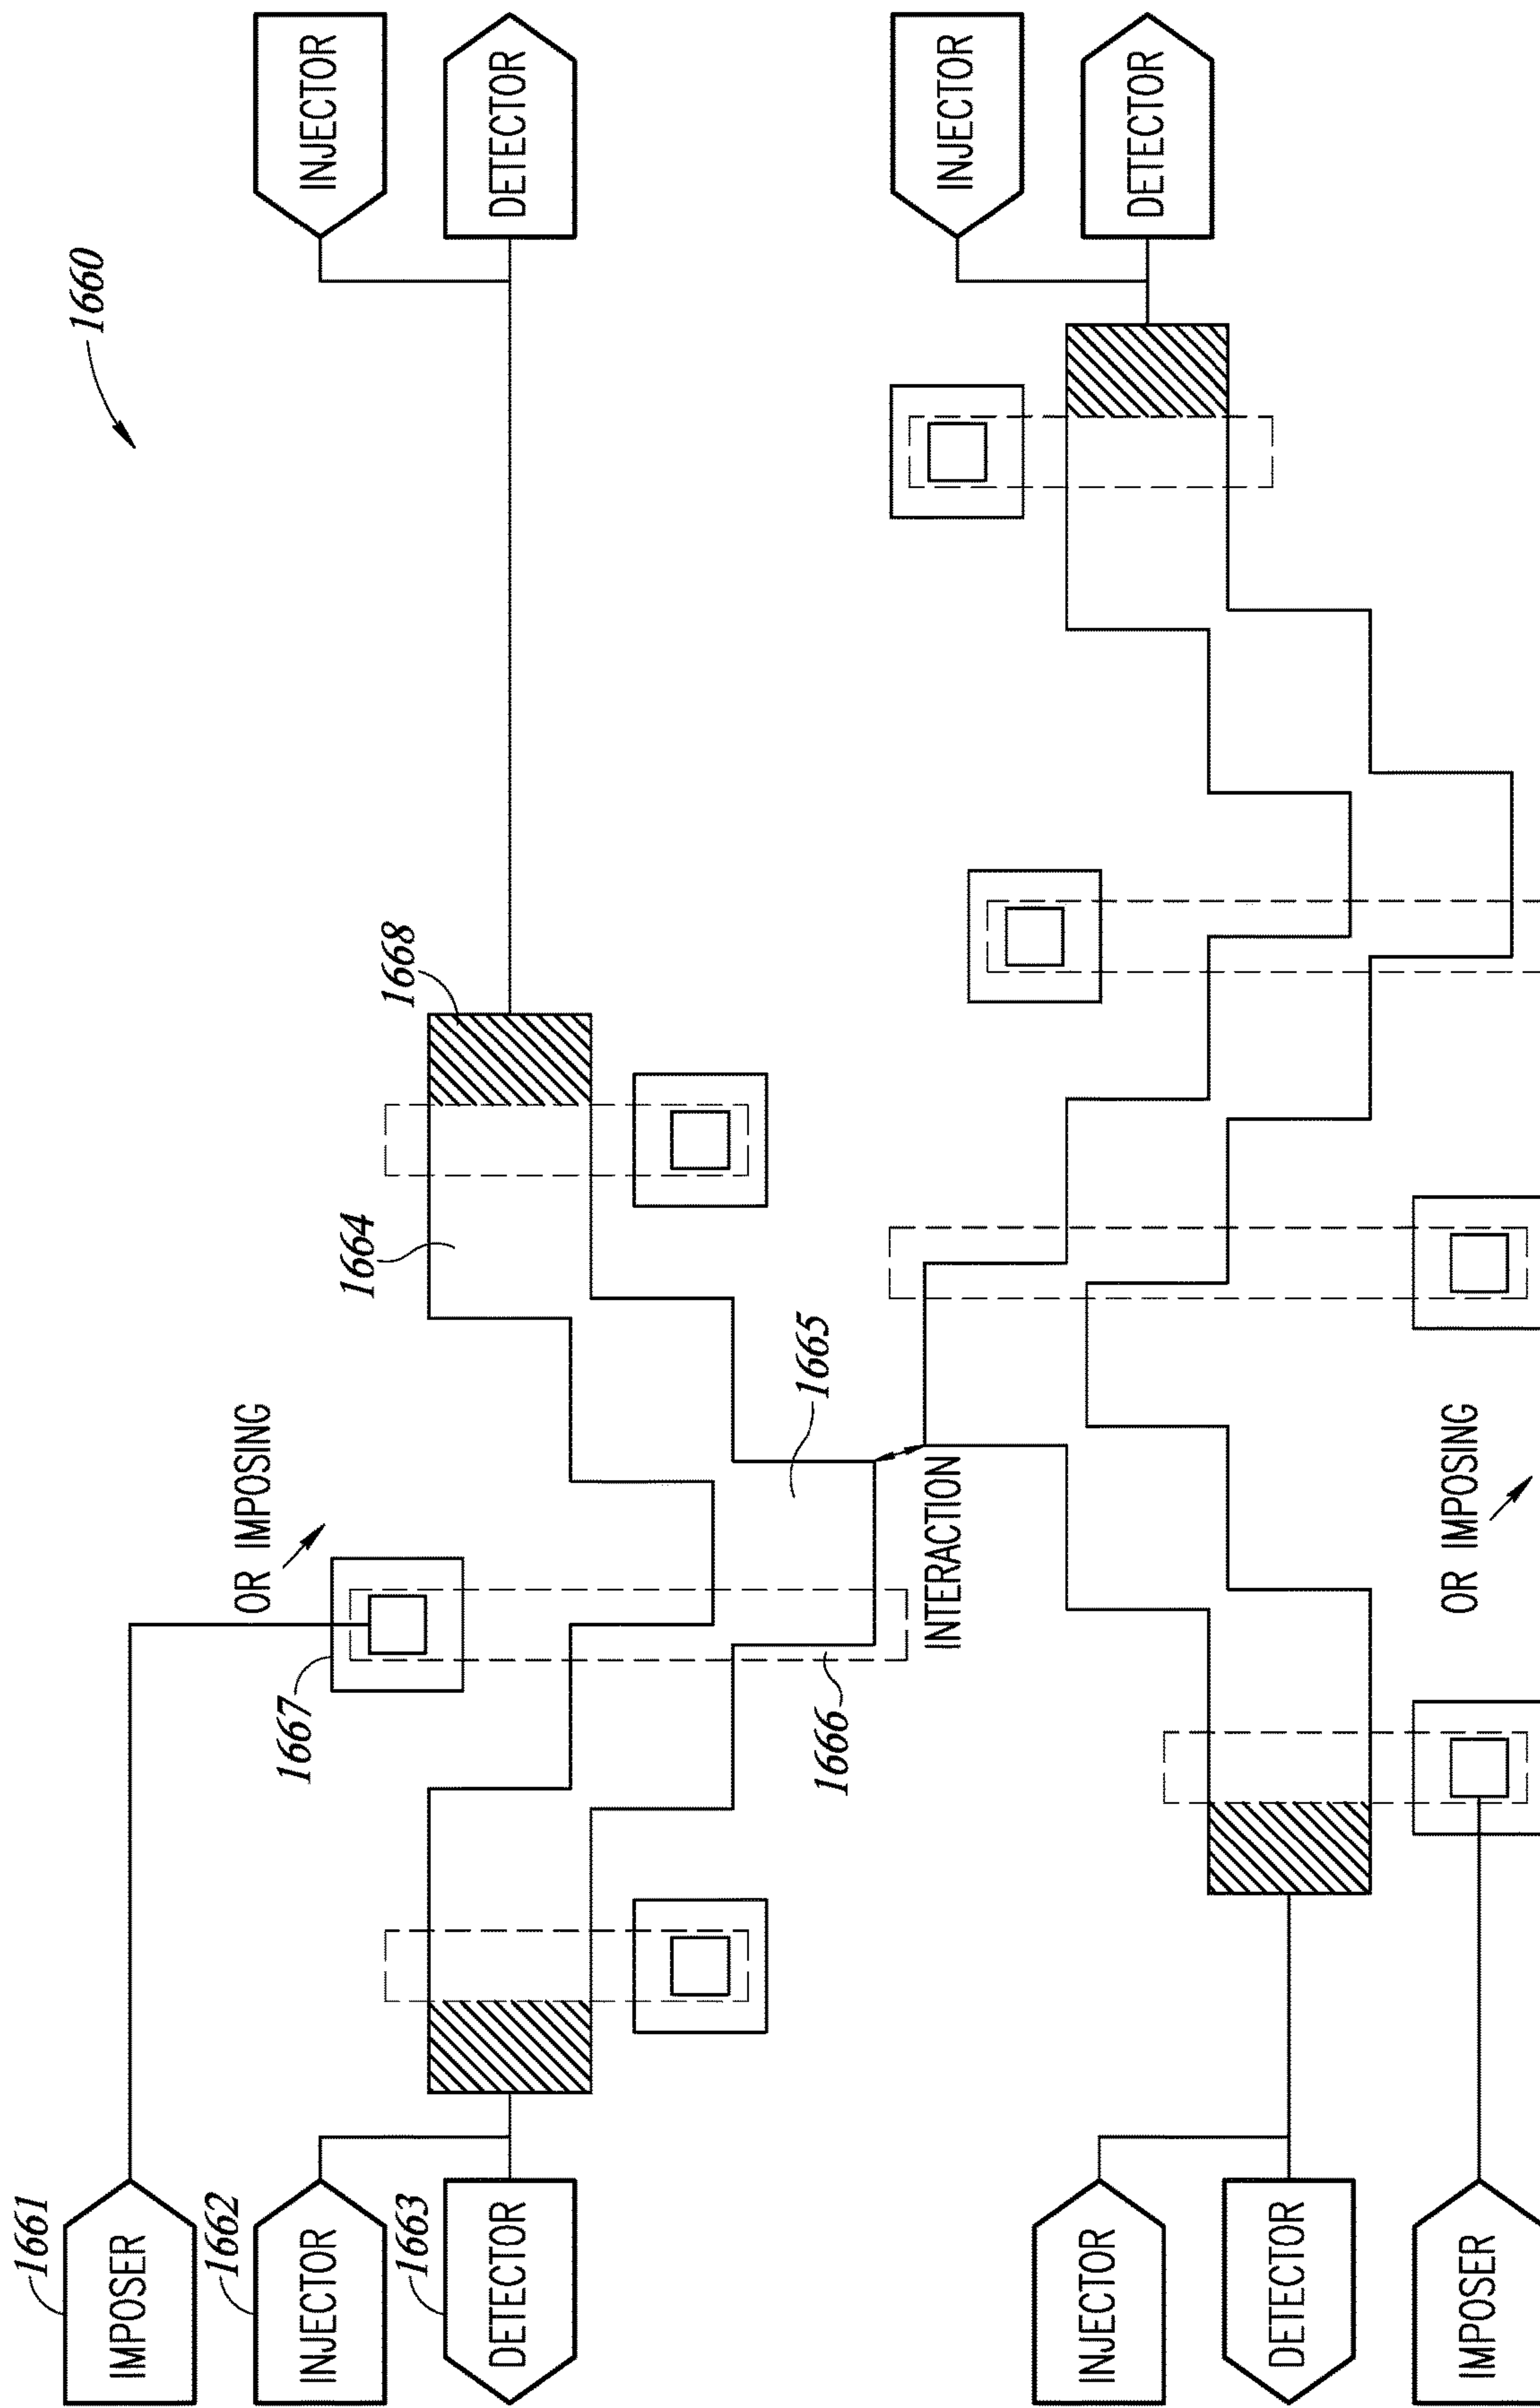 1661
1660
IMPOSER
1662
OR IMPOSING
1667
INJECTOR
INJECTOR
1664
1663
1668
DETECTOR
DETECTOR
1666
1665
INTERACTION
INJECTOR
INJECTOR
DETECTOR
DETECTOR
OR IMPOSING
IMPOSER